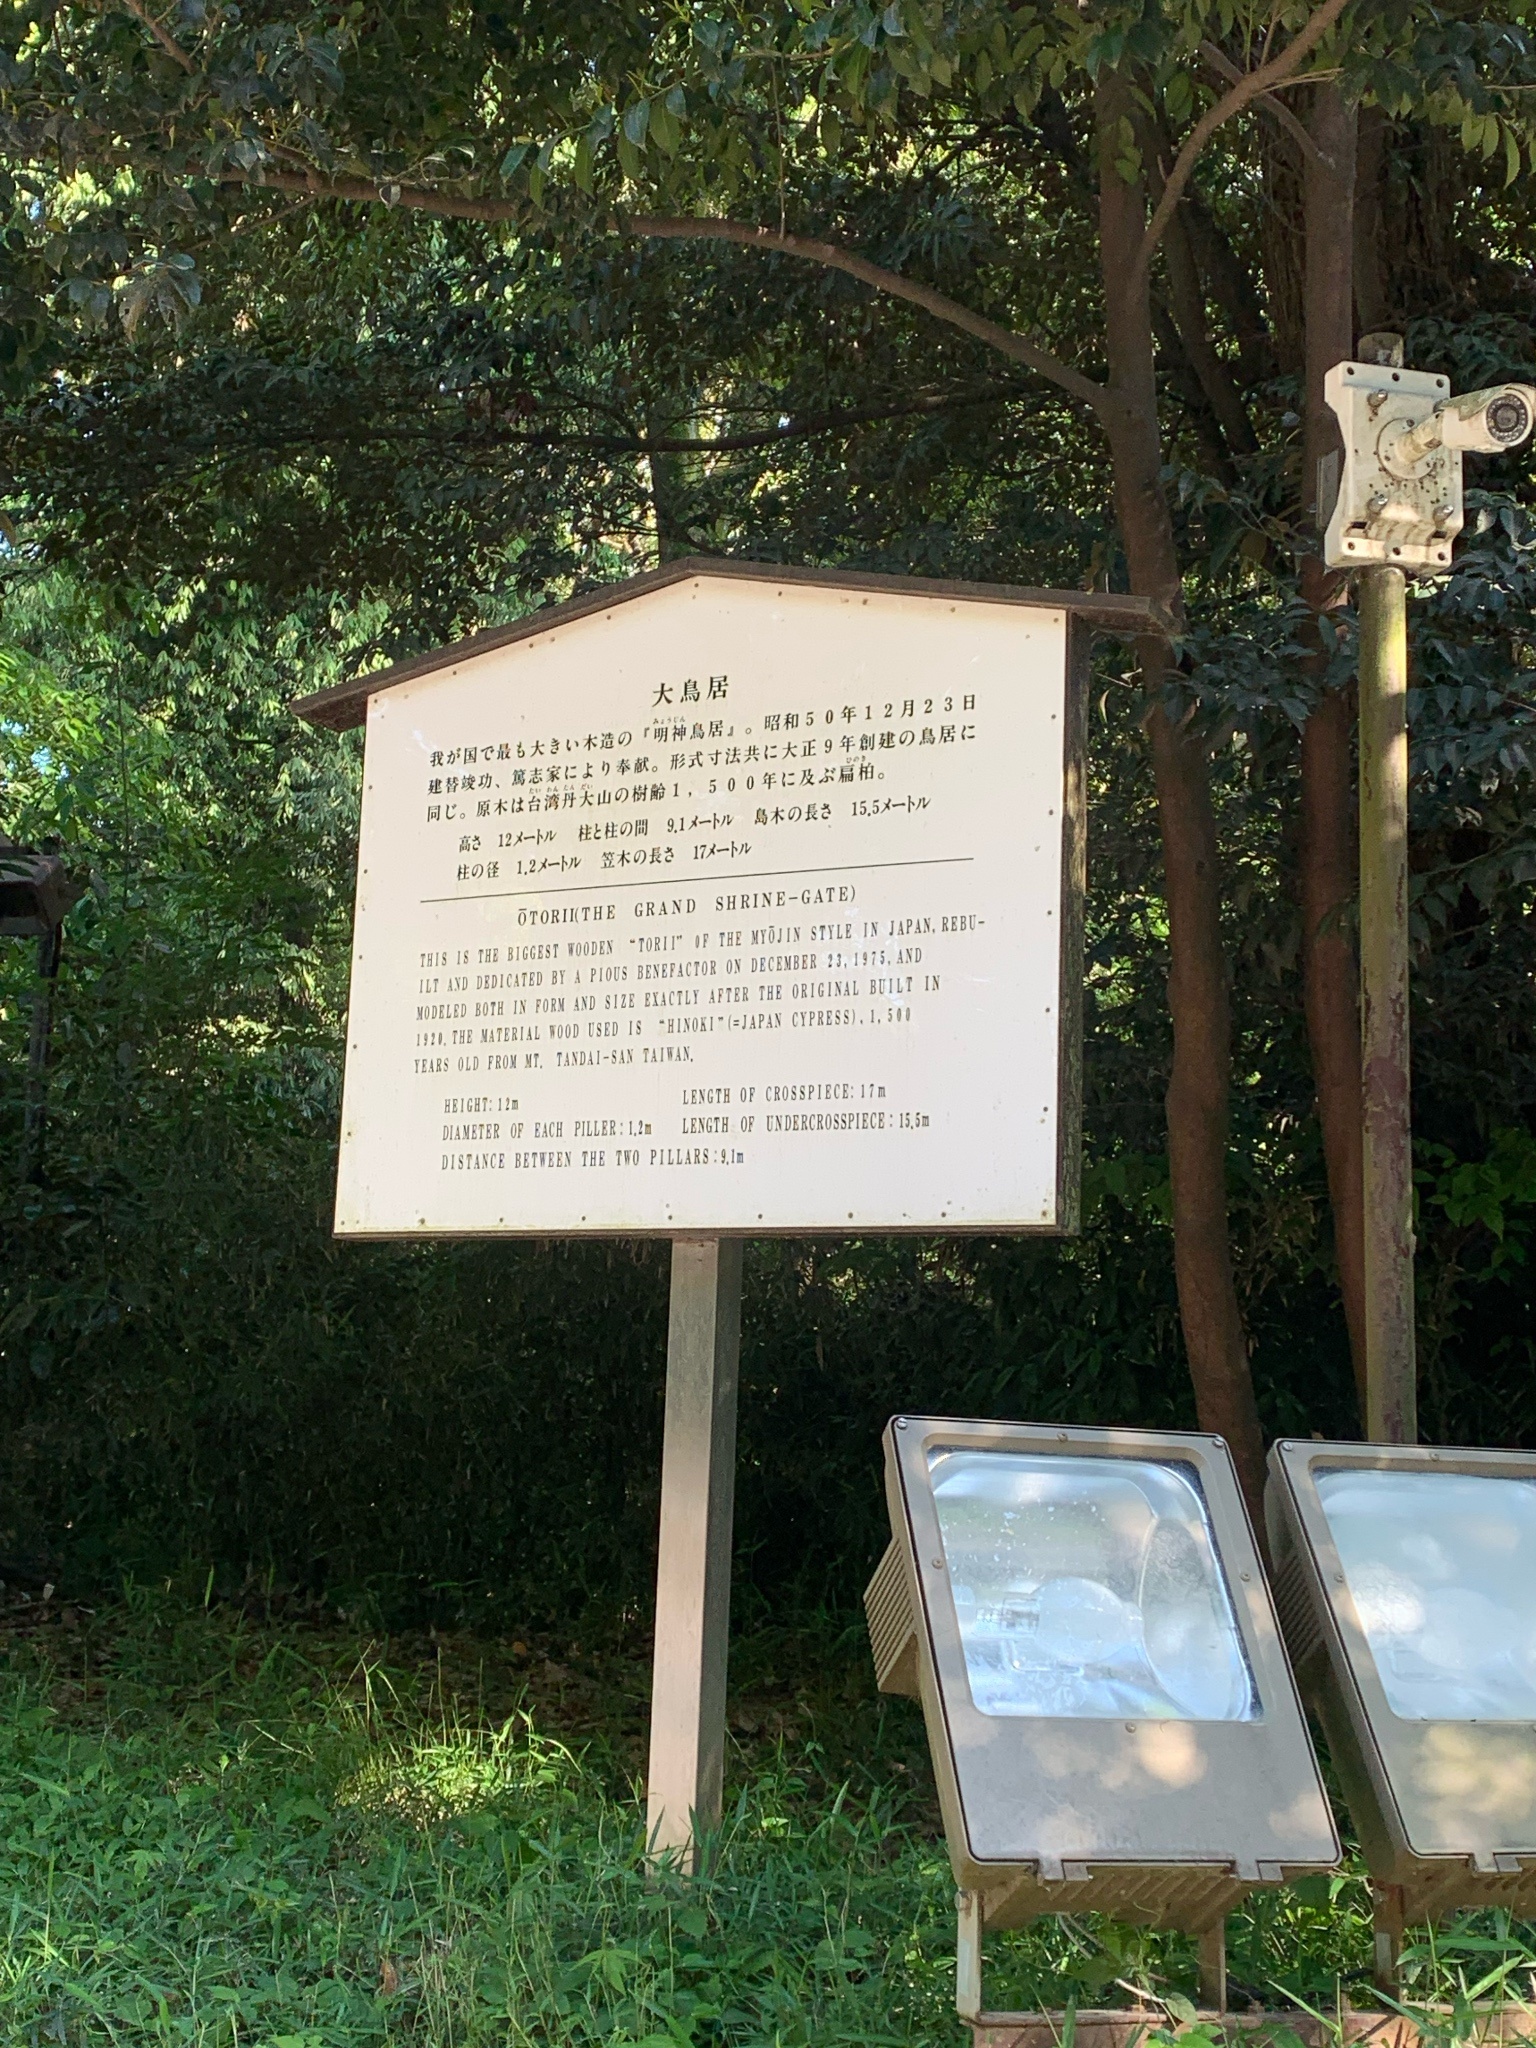 大鳥居
我が国で最も大きい木造の『明神鳥居』。昭和50年12月23日
建替竣功、篤志家により奉献。形式寸法共に大正9年創建の鳥居に
同じ。原木は台湾丹大山の樹齢1,500年に及ぶ扁柏。
高さ 12メートル 柱と柱の間 9.1メートル 島木の長さ 15.5メートル
柱の径 1.2メートル 笠木の長さ 17メートル
ŌTORII(THE GRAND SHRINE-GATE)
THIS IS THE BIGGEST WOODEN "TORII" OF THE MYŌJIN STYLE IN JAPAN, REBU-
ILT AND DEDICATED BY A PIOUS BENEFACTOR ON DECEMBER 23, 1975, AND
MODELED BOTH IN FORM AND SIZE EXACTLY AFTER THE ORIGINAL BUILT IN
1920. THE MATERIAL WOOD USED IS "HINOKI"(=JAPAN CYPRESS), 1,500
YEARS OLD FROM MT. TANDAI-SAN TAIWAN.
HEIGHT: 12m LENGTH OF CROSSPIECE: 17m
DIAMETER OF EACH PILLER: 1.2m LENGTH OF UNDERCROSSPIECE: 15.5m
DISTANCE BETWEEN THE TWO PILLARS: 9.1m